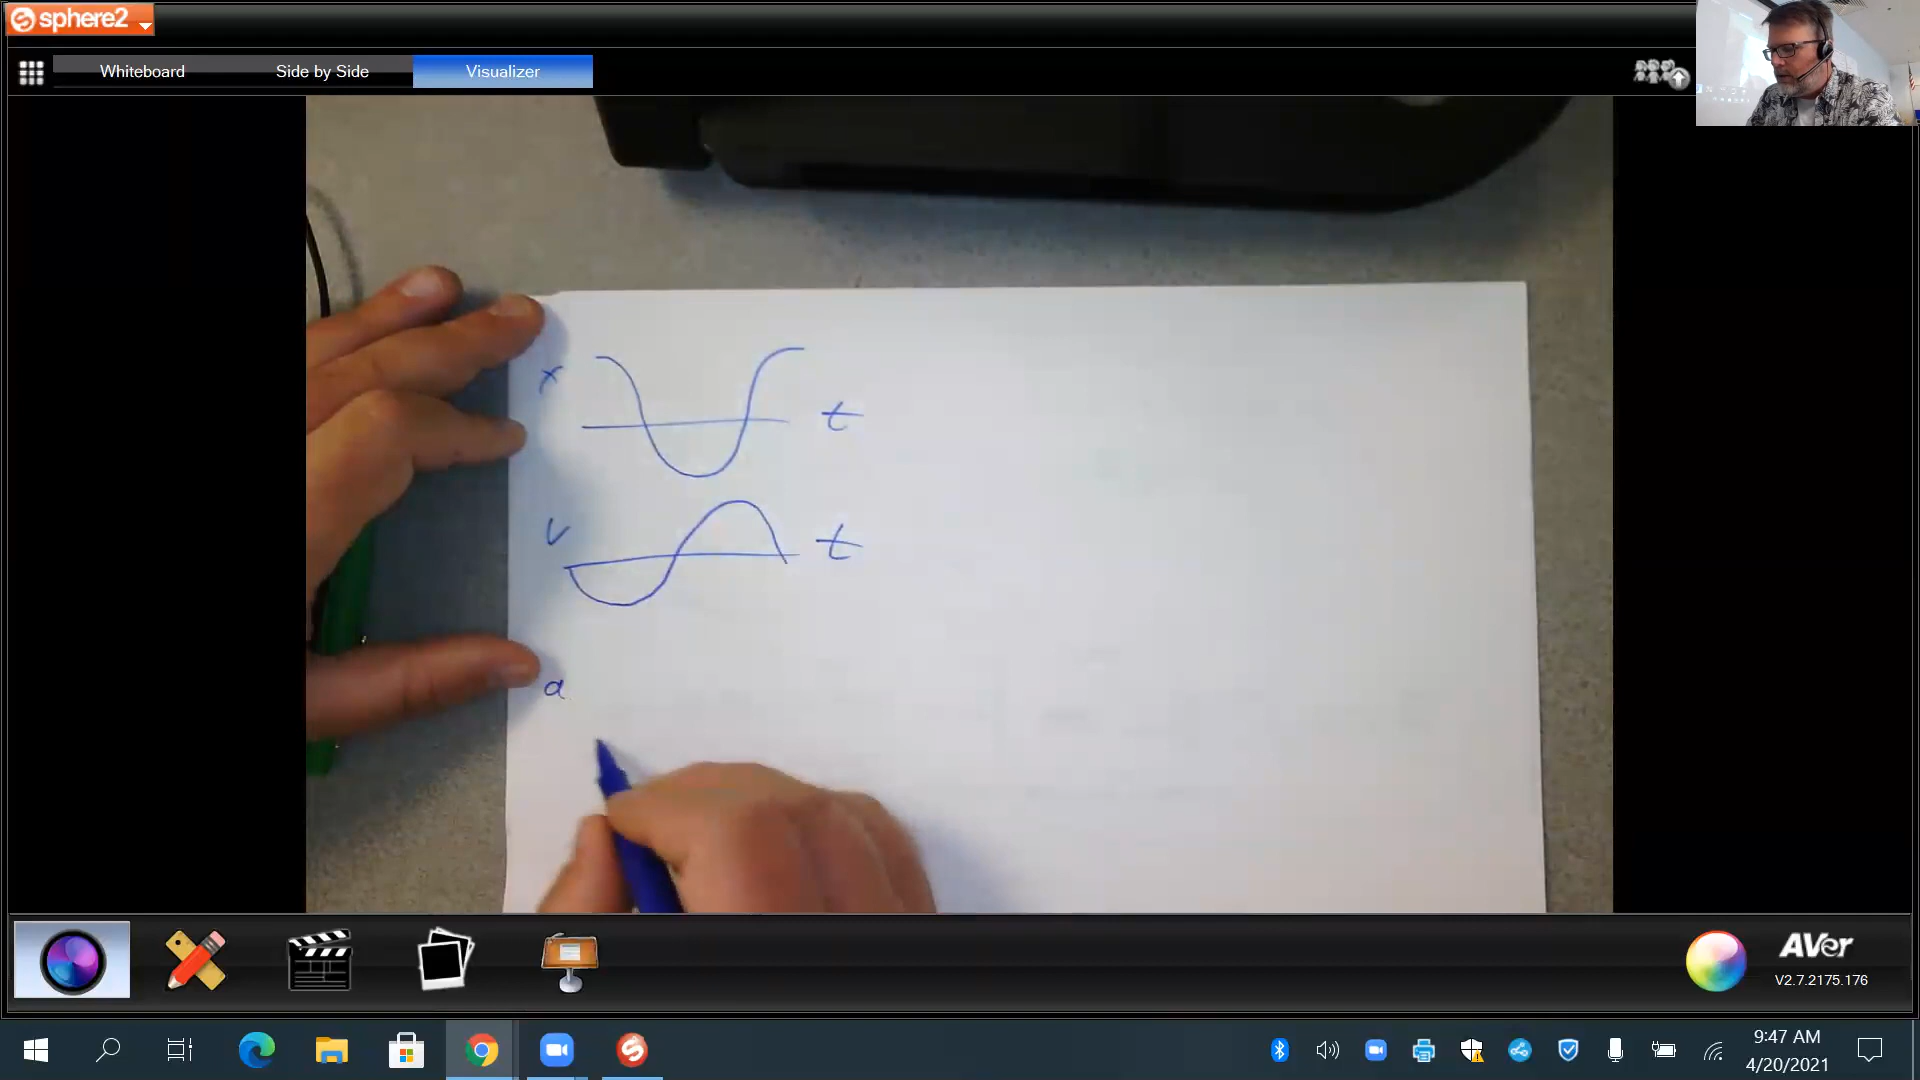 sphere2
Whiteboard Side by Side Visualizer
x t
v t
a
AVer
V2.7.2175.176
9:47 AM
4/20/2021